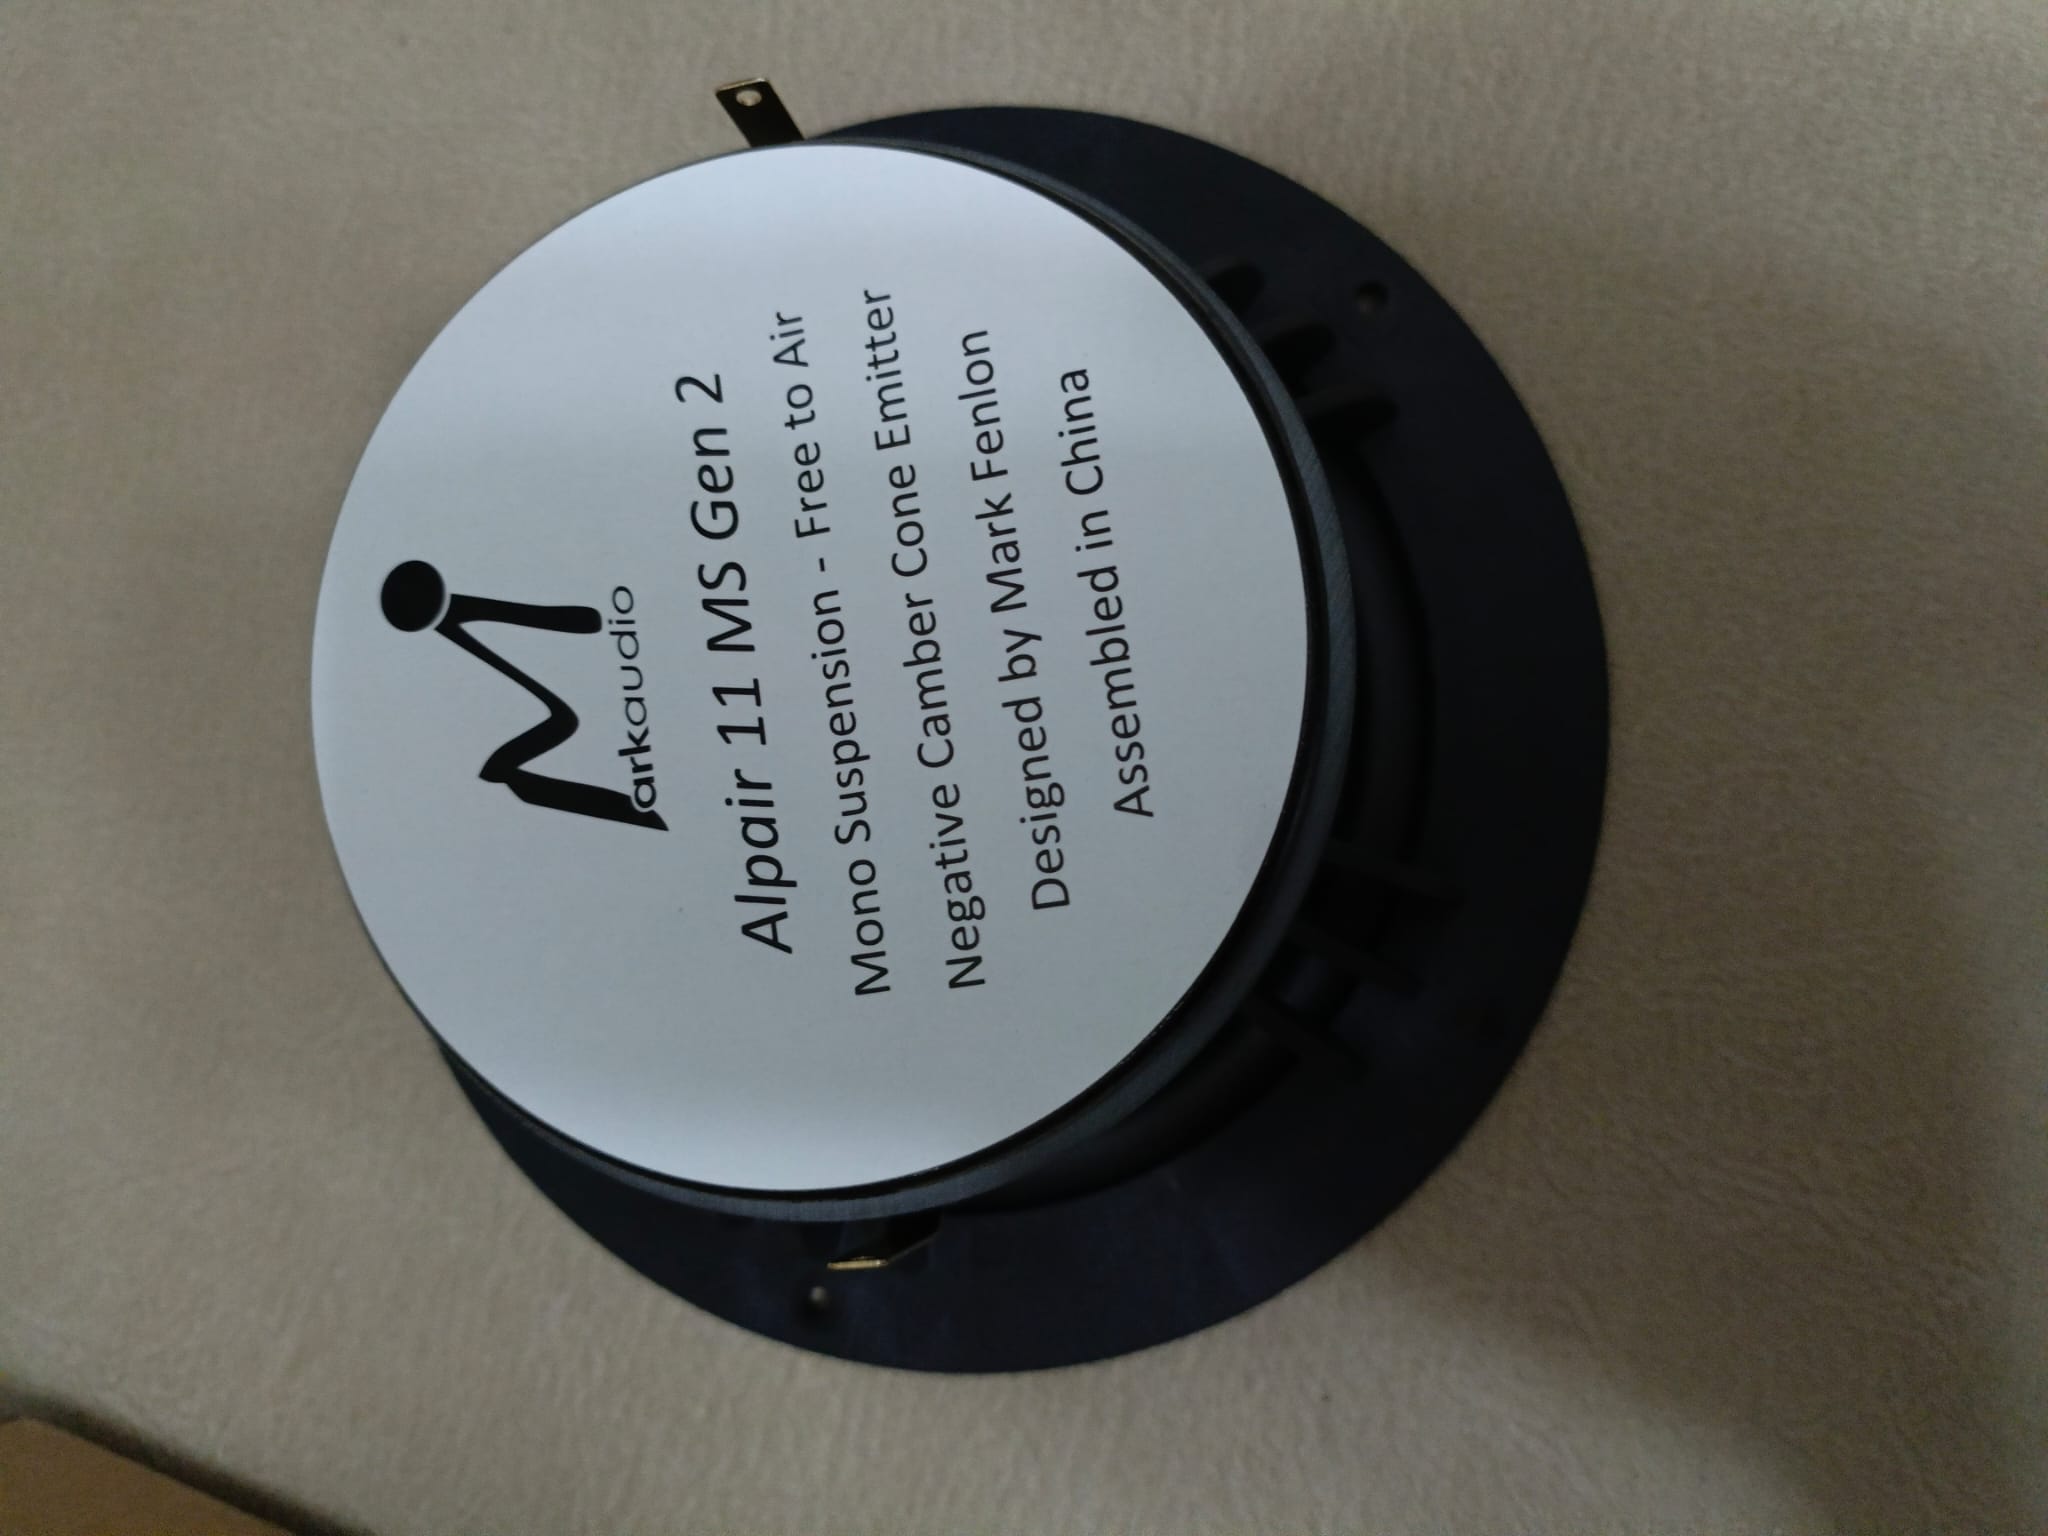 Markaudio
Alpair 11 MS Gen 2
Mono Suspension - Free to Air
Negative Camber Cone Emitter
Designed by Mark Fenlon
Assembled in China